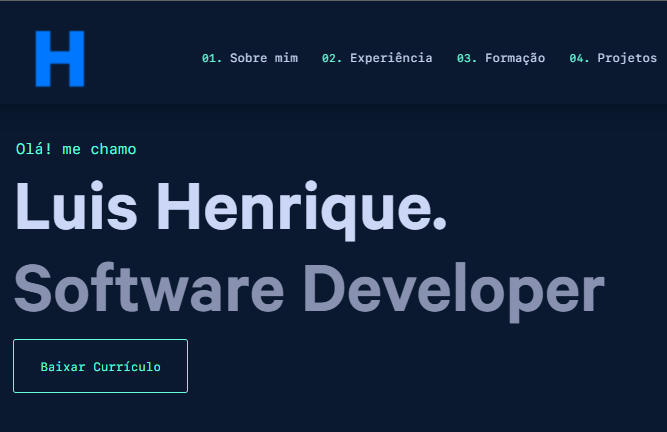 H
01. Sobre mim 02. Experiência 03. Formação 04. Projetos
Olá! me chamo
Luis Henrique.
Software Developer
Baixar Currículo